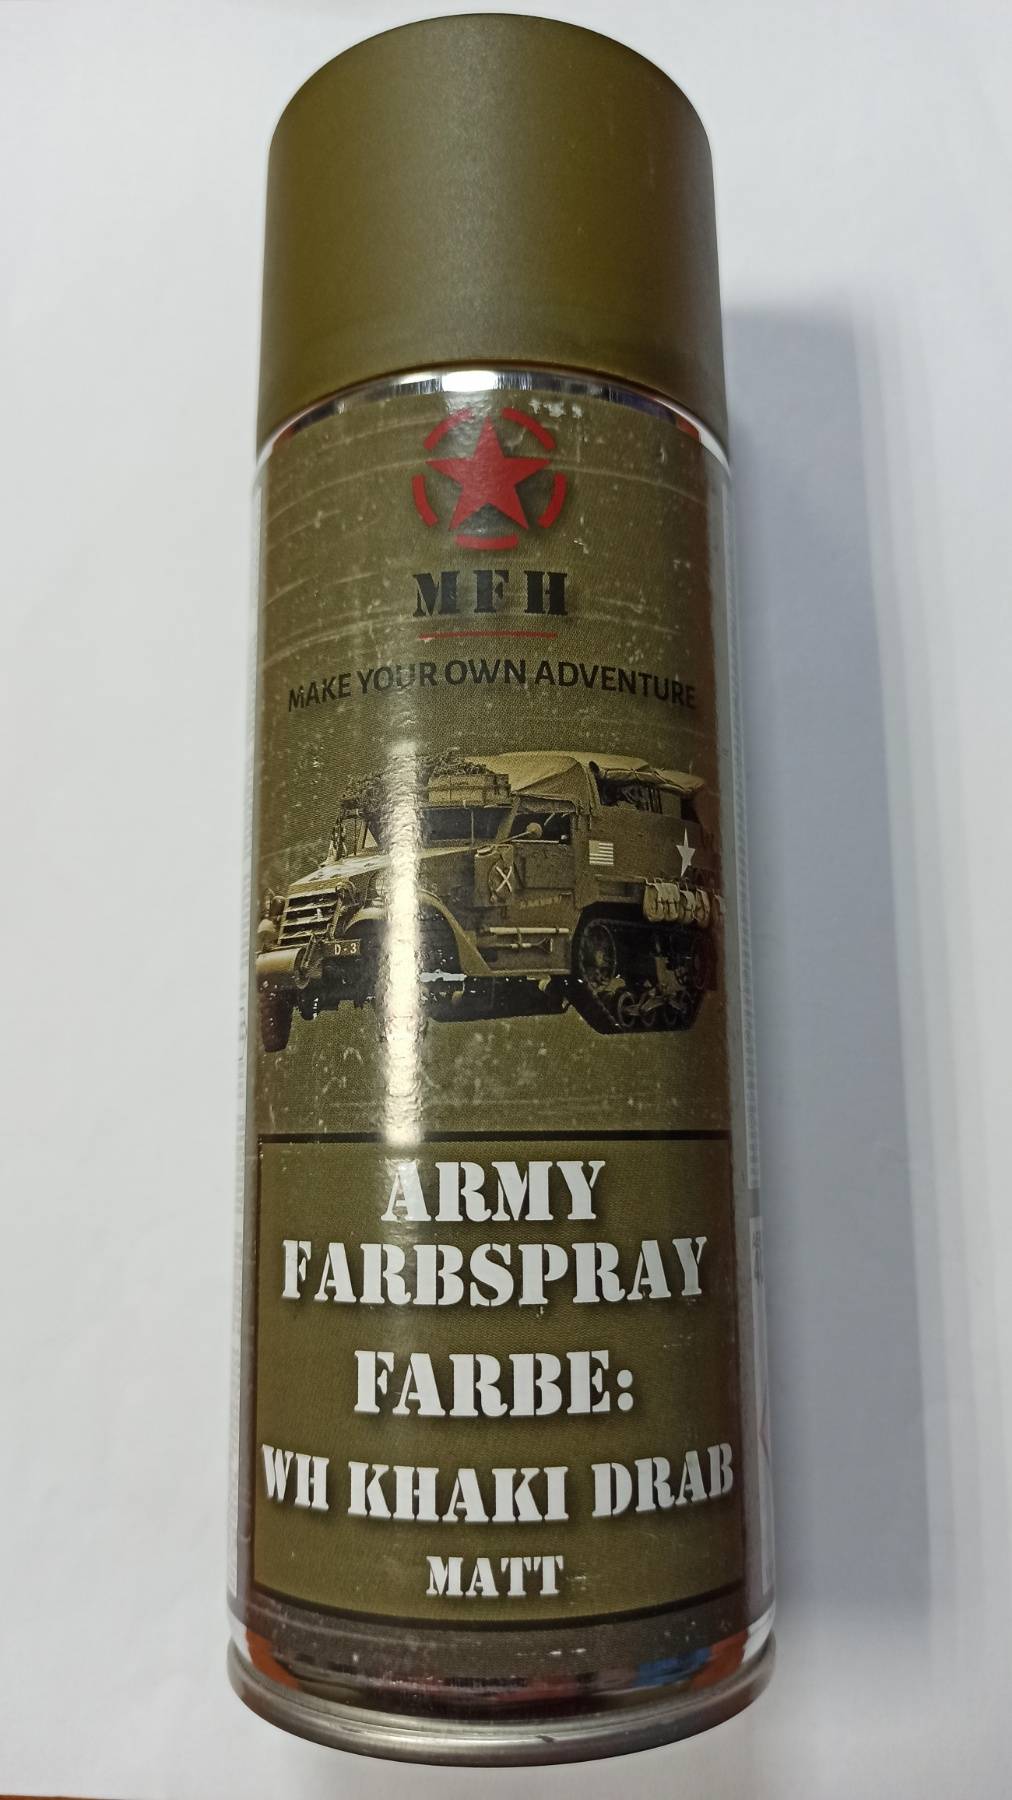 MFH
MAKE YOUR OWN ADVENTURE
D-3
ARMY
FARBSPRAY
FARBE:
WH KHAKI DRAB
MATT